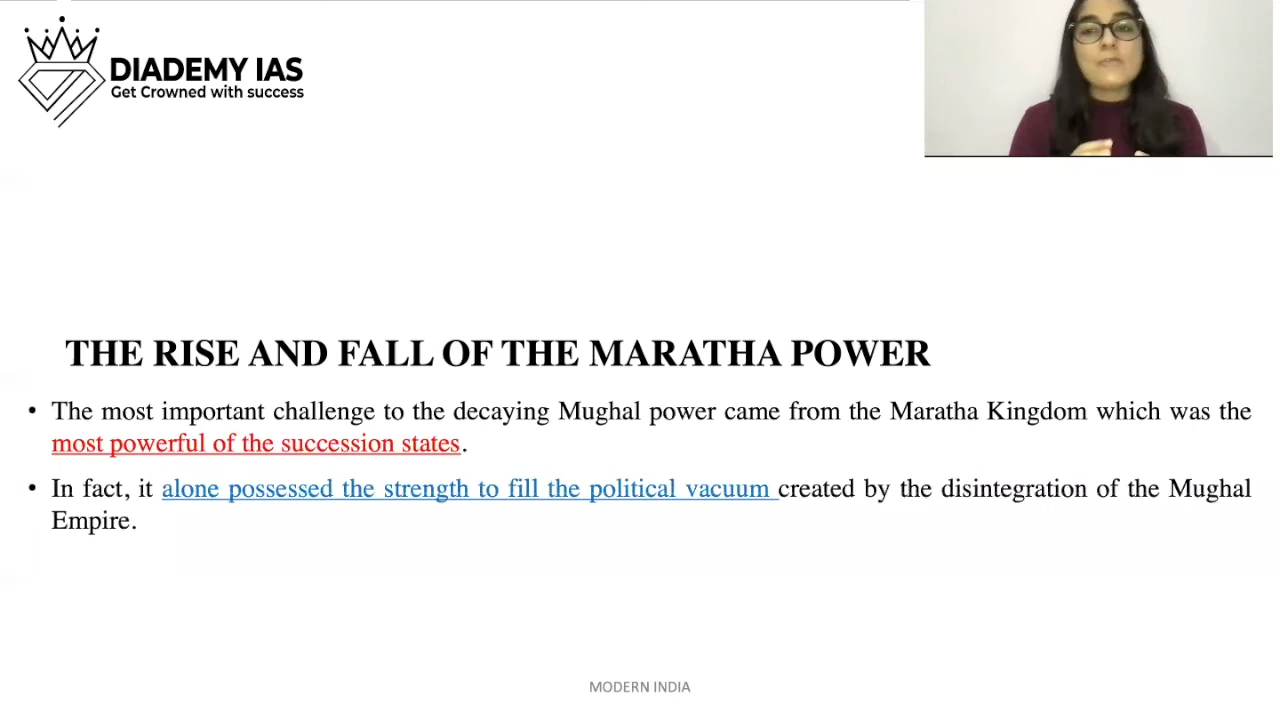 DIADEMY IAS
Get Crowned with success
THE RISE AND FALL OF THE MARATHA POWER
• The most important challenge to the decaying Mughal power came from the Maratha Kingdom which was the
most powerful of the succession states.
• In fact, it alone possessed the strength to fill the political vacuum created by the disintegration of the Mughal
Empire.
MODERN INDIA